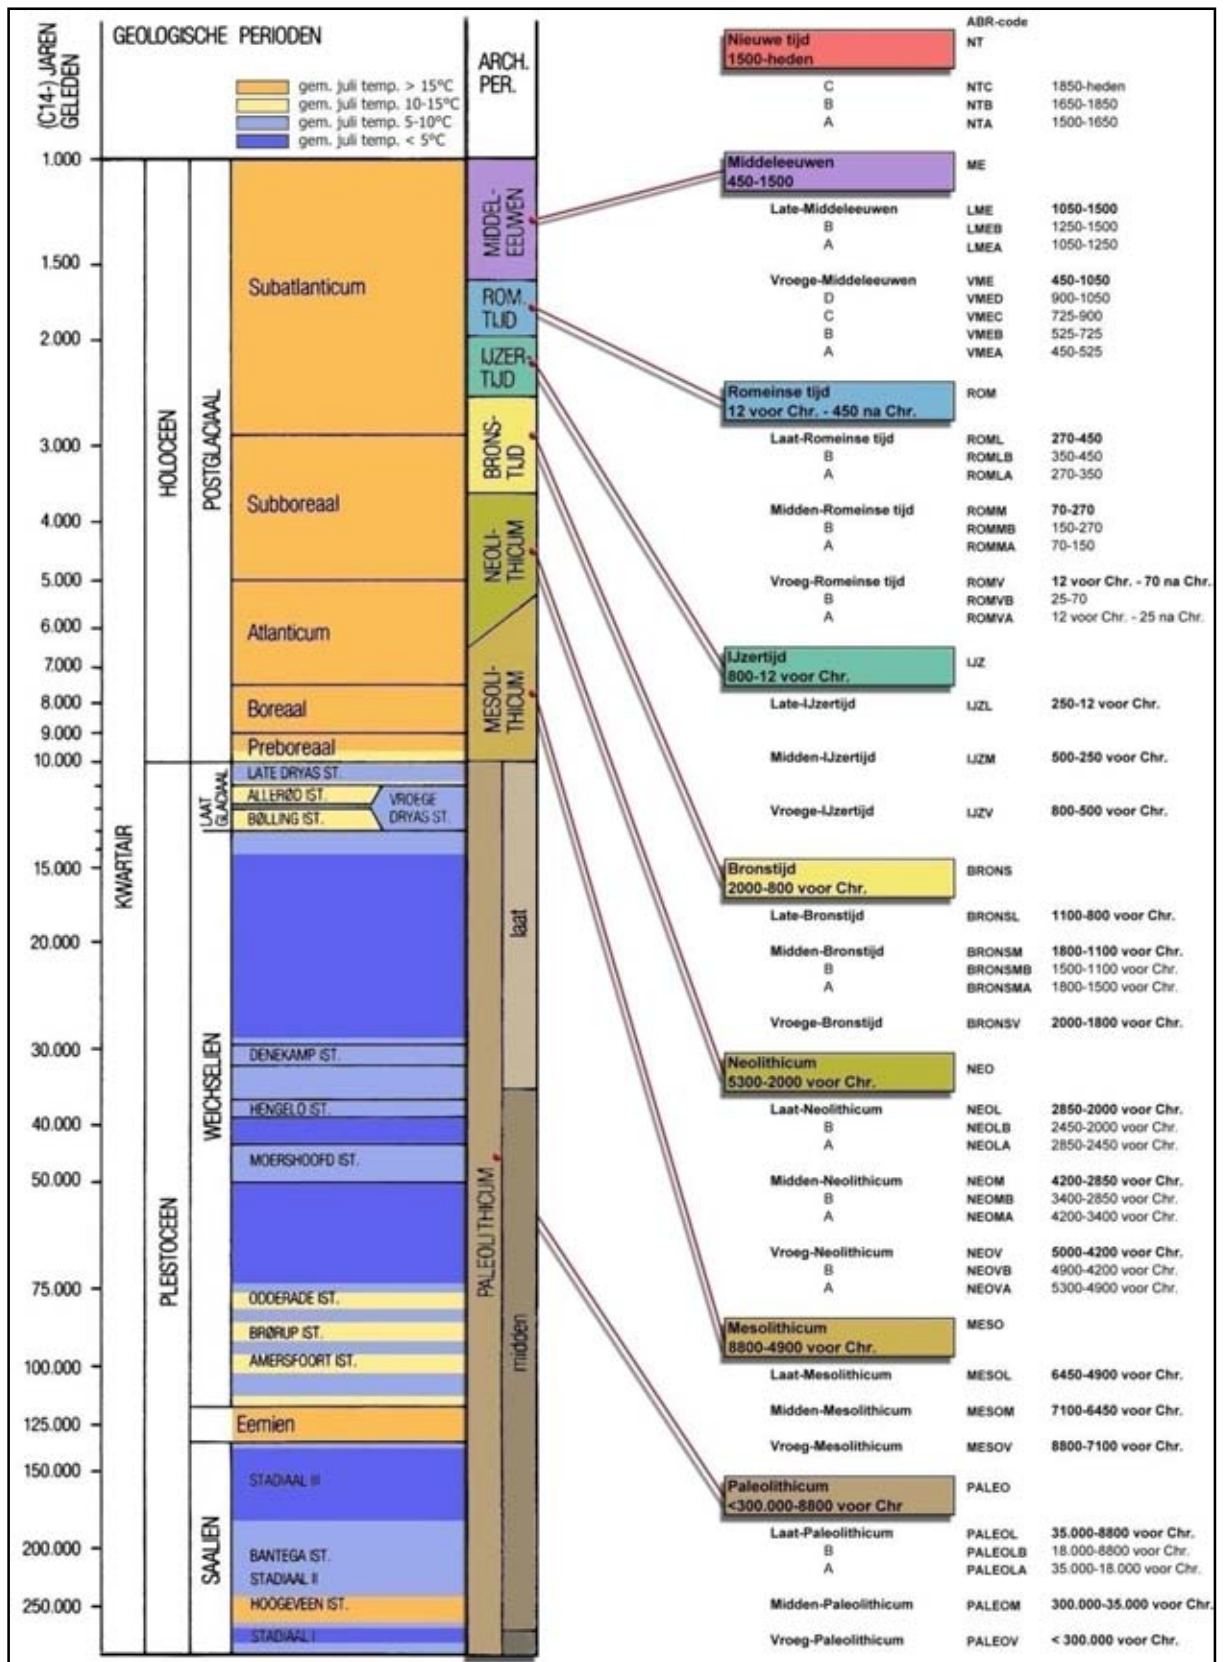 GEOLOGISCHE PERIODEN
(C14-) JAREN
GELEDEN
gem. juli temp. > 15°C
gem. juli temp. 10-15°C
gem. juli temp. 5-10°C
gem. juli temp. < 5°C
ARCH.
PER.
1.000
1.500
2.000
3.000
4.000
5.000
6.000
7.000
8.000
9.000
10.000
15.000
20.000
30.000
40.000
50.000
75.000
100.000
125.000
150.000
200.000
250.000
KWARTAIR
HOLOCEEN
PLEISTOCEEN
POSTGLACIAAL
LAAT
GLACIAAL
WEICHSELIEN
SAALIEN
Subatlanticum
Subboreaal
Atlanticum
Boreaal
Preboreaal
LATE DRYAS ST.
ALLERØD IST.
VROEGE
DRYAS ST.
BØLLING IST.
DENEKAMP IST.
HENGELO IST.
MOERSHOOFD IST.
ODDERADE IST.
BRØRUP IST.
AMERSFOORT IST.
Eemien
STADIAAL III
BANTEGA IST.
STADIAAL II
HOOGEVEEN IST.
STADIAAL I
MIDDEL-
EEUWEN
ROM.
TIJD
IJZER-
TIJD
BRONS-
TIJD
NEOLI-
THICUM
MESOLI-
THICUM
PALEOLITHICUM
laat
midden
ABR-code
Nieuwe tijd NT
1500-heden
C NTC 1850-heden
B NTB 1650-1850
A NTA 1500-1650
Middeleeuwen ME
450-1500
Late-Middeleeuwen LME 1050-1500
B LMEB 1250-1500
A LMEA 1050-1250
Vroege-Middeleeuwen VME 450-1050
D VMED 900-1050
C VMEC 725-900
B VMEB 525-725
A VMEA 450-525
Romeinse tijd ROM
12 voor Chr. - 450 na Chr.
Laat-Romeinse tijd ROML 270-450
B ROMLB 350-450
A ROMLA 270-350
Midden-Romeinse tijd ROMM 70-270
B ROMMB 150-270
A ROMMA 70-150
Vroeg-Romeinse tijd ROMV 12 voor Chr. - 70 na Chr.
B ROMVB 25-70
A ROMVA 12 voor Chr. - 25 na Chr.
IJzertijd IJZ
800-12 voor Chr.
Late-IJzertijd IJZL 250-12 voor Chr.
Midden-IJzertijd IJZM 500-250 voor Chr.
Vroege-IJzertijd IJZV 800-500 voor Chr.
Bronstijd BRONS
2000-800 voor Chr.
Late-Bronstijd BRONSL 1100-800 voor Chr.
Midden-Bronstijd BRONSM 1800-1100 voor Chr.
B BRONSMB 1500-1100 voor Chr.
A BRONSMA 1800-1500 voor Chr.
Vroege-Bronstijd BRONSV 2000-1800 voor Chr.
Neolithicum NEO
5300-2000 voor Chr.
Laat-Neolithicum NEOL 2850-2000 voor Chr.
B NEOLB 2450-2000 voor Chr.
A NEOLA 2850-2450 voor Chr.
Midden-Neolithicum NEOM 4200-2850 voor Chr.
B NEOMB 3400-2850 voor Chr.
A NEOMA 4200-3400 voor Chr.
Vroeg-Neolithicum NEOV 5000-4200 voor Chr.
B NEOVB 4900-4200 voor Chr.
A NEOVA 5300-4900 voor Chr.
Mesolithicum MESO
8800-4900 voor Chr.
Laat-Mesolithicum MESOL 6450-4900 voor Chr.
Midden-Mesolithicum MESOM 7100-6450 voor Chr.
Vroeg-Mesolithicum MESOV 8800-7100 voor Chr.
Paleolithicum PALEO
<300.000-8800 voor Chr
Laat-Paleolithicum PALEOL 35.000-8800 voor Chr.
B PALEOLB 18.000-8800 voor Chr.
A PALEOLA 35.000-18.000 voor Chr.
Midden-Paleolithicum PALEOM 300.000-35.000 voor Chr.
Vroeg-Paleolithicum PALEOV < 300.000 voor Chr.